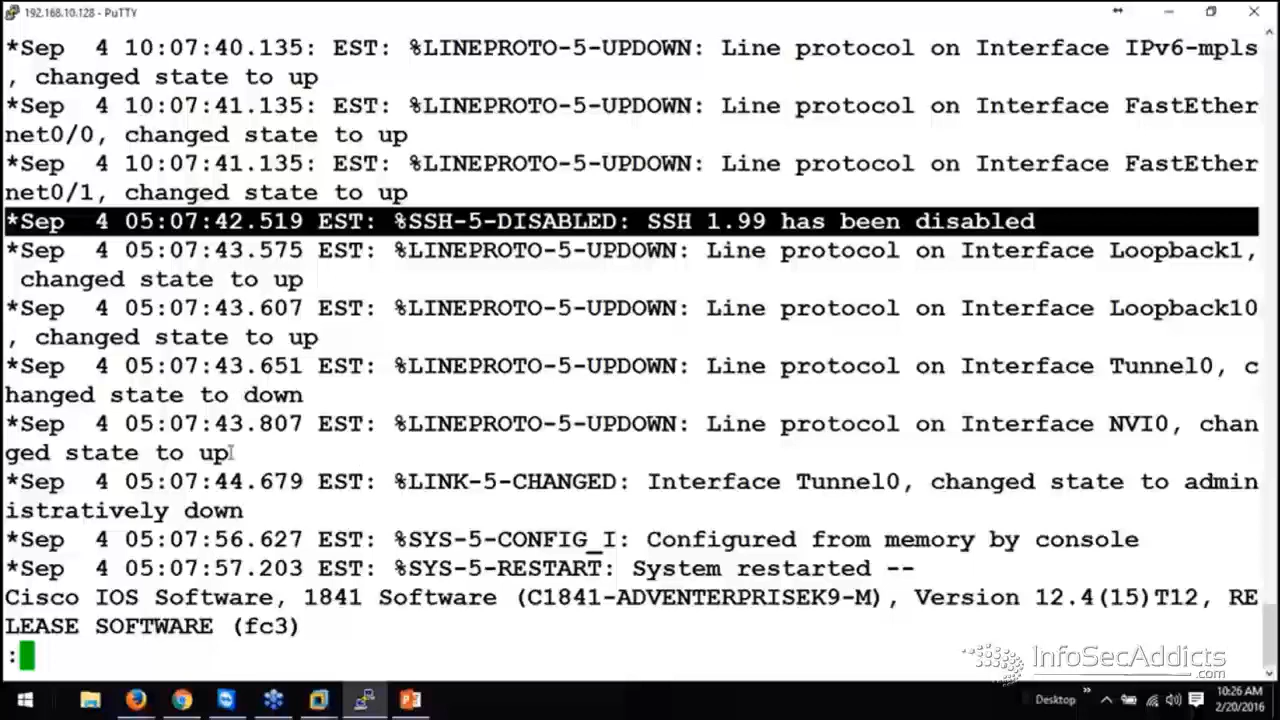 192.168.10.128 - PuTTY
*Sep  4 10:07:40.135: EST: %LINEPROTO-5-UPDOWN: Line protocol on Interface IPv6-mpls
, changed state to up
*Sep  4 10:07:41.135: EST: %LINEPROTO-5-UPDOWN: Line protocol on Interface FastEther
net0/0, changed state to up
*Sep  4 10:07:41.135: EST: %LINEPROTO-5-UPDOWN: Line protocol on Interface FastEther
net0/1, changed state to up
*Sep  4 05:07:42.519 EST: %SSH-5-DISABLED: SSH 1.99 has been disabled
*Sep  4 05:07:43.575 EST: %LINEPROTO-5-UPDOWN: Line protocol on Interface Loopback1,
 changed state to up
*Sep  4 05:07:43.607 EST: %LINEPROTO-5-UPDOWN: Line protocol on Interface Loopback10
, changed state to up
*Sep  4 05:07:43.651 EST: %LINEPROTO-5-UPDOWN: Line protocol on Interface Tunnel0, c
hanged state to down
*Sep  4 05:07:43.807 EST: %LINEPROTO-5-UPDOWN: Line protocol on Interface NVI0, chan
ged state to up
*Sep  4 05:07:44.679 EST: %LINK-5-CHANGED: Interface Tunnel0, changed state to admin
istratively down
*Sep  4 05:07:56.627 EST: %SYS-5-CONFIG_I: Configured from memory by console
*Sep  4 05:07:57.203 EST: %SYS-5-RESTART: System restarted --
Cisco IOS Software, 1841 Software (C1841-ADVENTERPRISEK9-M), Version 12.4(15)T12, RE
LEASE SOFTWARE (fc3)
:
InfoSecAddicts
.com
Desktop
10:26 AM
2/20/2016